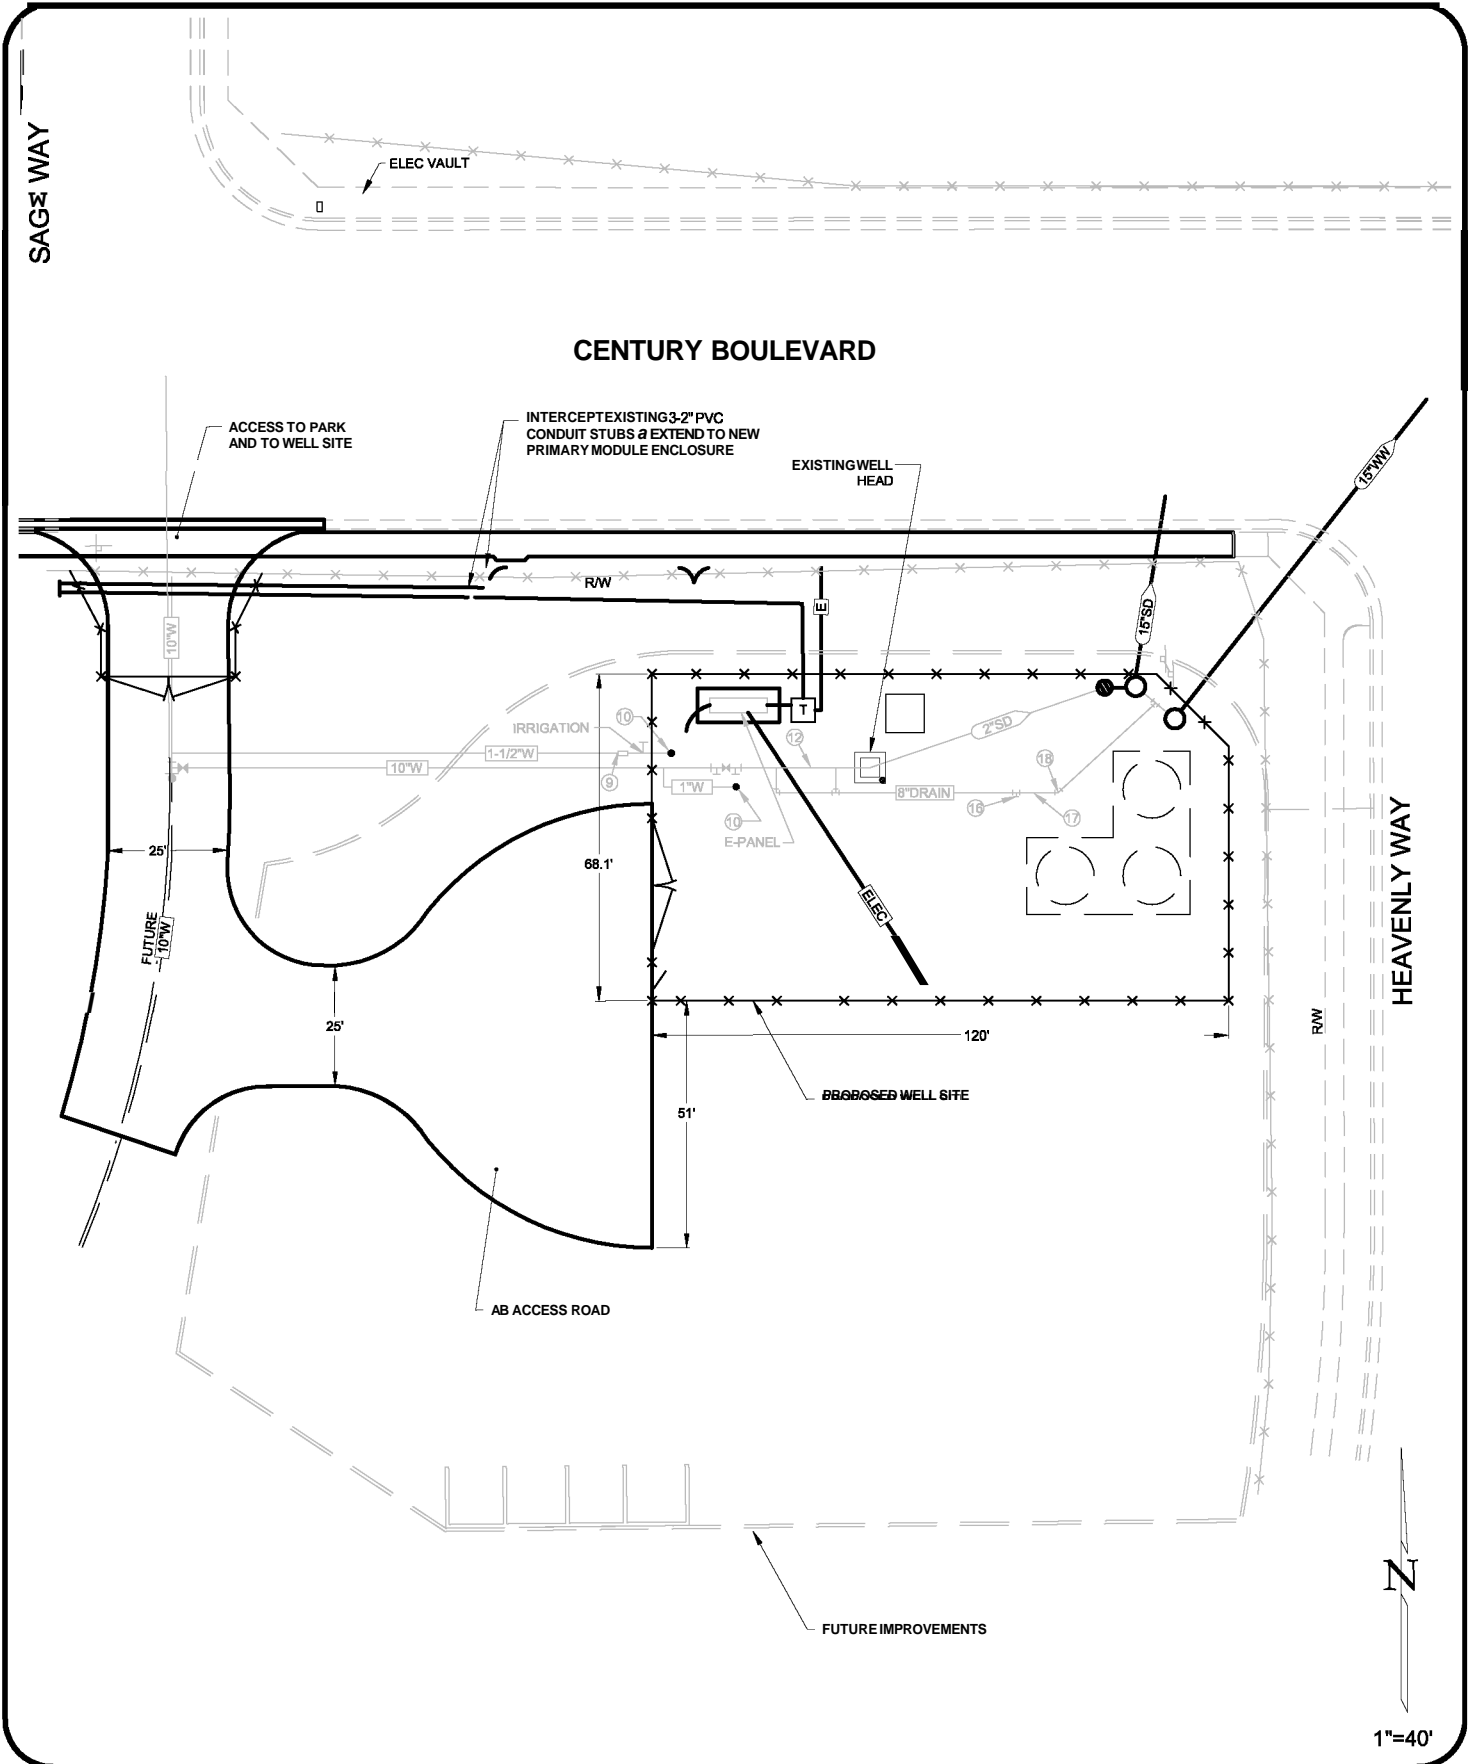 SAGE WAY
ELEC VAULT
CENTURY BOULEVARD
ACCESS TO PARK
AND TO WELL SITE
INTERCEPT EXISTING 3-2" PVC
CONDUIT STUBS & EXTEND TO NEW
PRIMARY MODULE ENCLOSURE
EXISTING WELL
HEAD
15"WW
R/W
E
15"SD
10"W
T
IRRIGATION
10
2"SD
12
1-1/2"W
10"W
9
1"W
18
8"DRAIN
16
17
10
E-PANEL
25'
68.1'
ELEC
FUTURE
10"W
HEAVENLY WAY
25'
R/W
120'
PROPOSED WELL SITE
51'
AB ACCESS ROAD
N
FUTURE IMPROVEMENTS
1"=40'